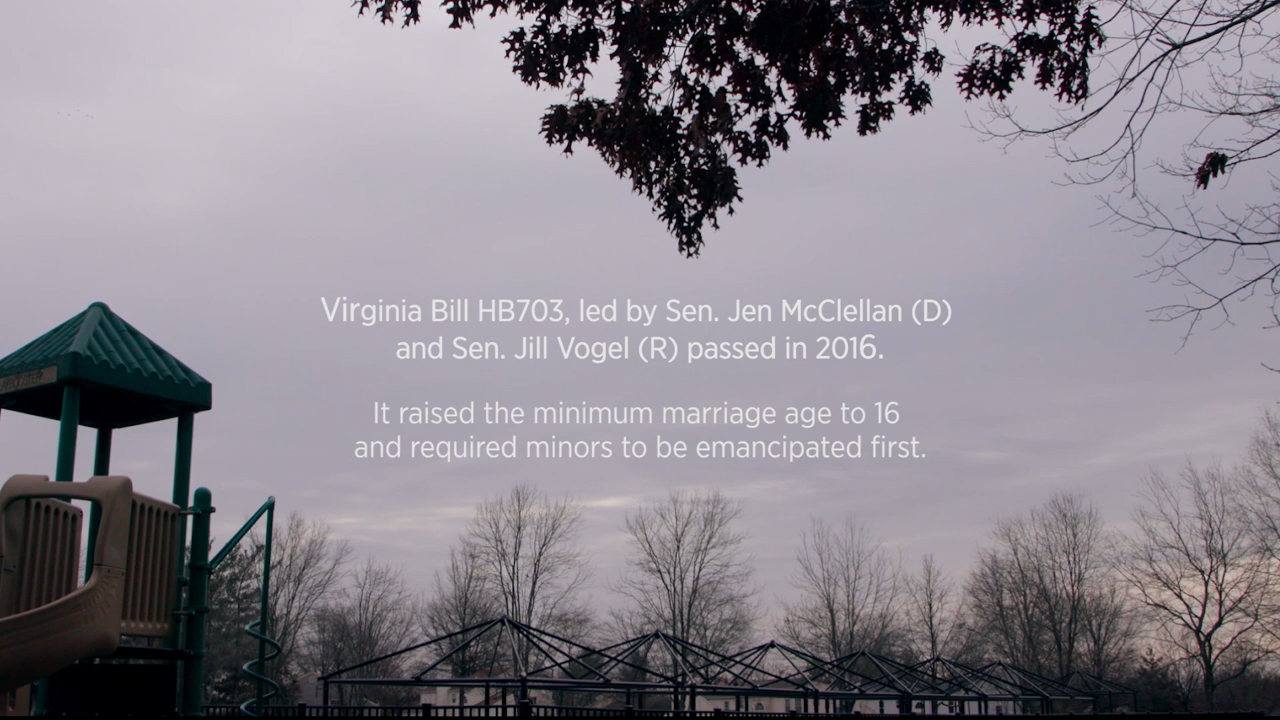 Virginia Bill HB703, led by Sen. Jen McClellan (D)
and Sen. Jill Vogel (R) passed in 2016.
It raised the minimum marriage age to 16
and required minors to be emancipated first.